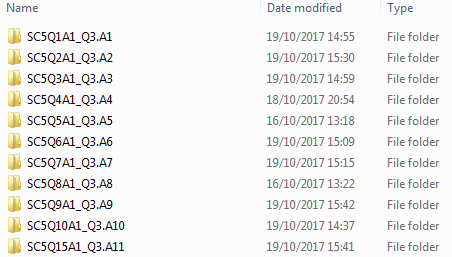 Name Date modified Type
SC5Q1A1_Q3.A1 19/10/2017 14:55 File folder
SC5Q2A1_Q3.A2 19/10/2017 15:30 File folder
SC5Q3A1_Q3.A3 19/10/2017 14:59 File folder
SC5Q4A1_Q3.A4 18/10/2017 20:54 File folder
SC5Q5A1_Q3.A5 16/10/2017 13:18 File folder
SC5Q6A1_Q3.A6 19/10/2017 15:09 File folder
SC5Q7A1_Q3.A7 19/10/2017 15:15 File folder
SC5Q8A1_Q3.A8 16/10/2017 13:22 File folder
SC5Q9A1_Q3.A9 19/10/2017 15:42 File folder
SC5Q10A1_Q3.A10 19/10/2017 14:37 File folder
SC5Q15A1_Q3.A11 19/10/2017 15:41 File folder